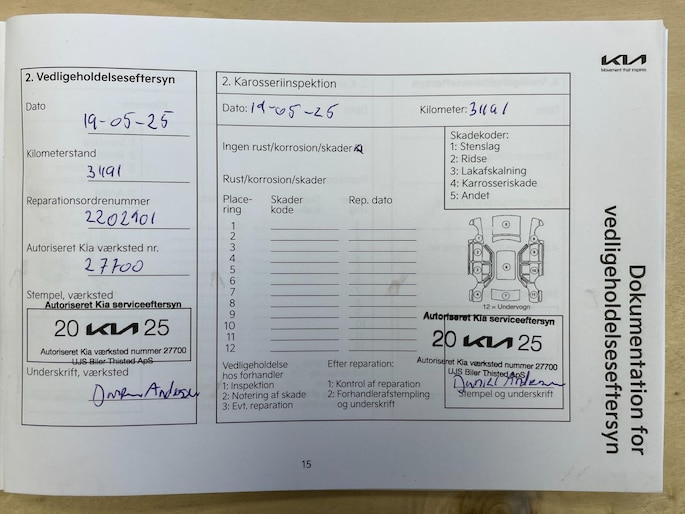 KIA
Movement that inspires
Dokumentation for
vedligeholdelseseftersyn
2. Vedligeholdelseseftersyn
Dato
19-05-25
Kilometerstand
31191
Reparationsordrenummer
Autoriseret Kia værksted nr.
27700
Stempel, værksted
Autoriseret Kia serviceeftersyn
20 KIA 25
Autoriseret Kia værksted nummer 27700
UJS Biler Thisted ApS
Underskrift, værksted
2. Karosseriinspektion
Dato: 19-05-25
Kilometer: 31191
Ingen rust/korrosion/skader
Skadekoder:
1: Stenslag
2: Ridse
3: Lakafskalning
4: Karrosseriskade
5: Andet
Rust/korrosion/skader
Place-
ring
Skader
kode
Rep. dato
1
2
3
4
5
6
7
8
9
10
11
12
12 = Undervogn
Autoriseret Kia serviceeftersyn
20 KIA 25
Autoriseret Kia værksted nummer 27700
UJS Biler Thisted ApS
Stempel og underskrift
Vedligeholdelse
hos forhandler
1: Inspektion
2: Notering af skade
3: Evt. reparation
Efter reparation:
1: Kontrol af reparation
2: Forhandlerafstempling
og underskrift
15